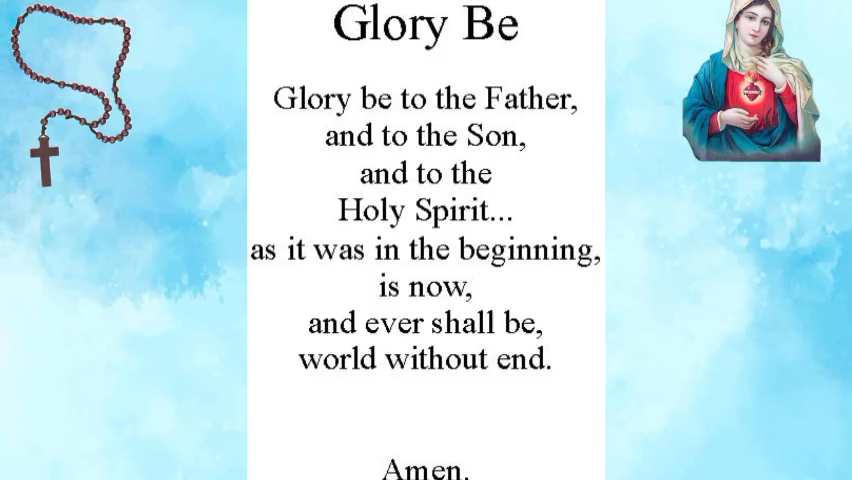 Glory Be
Glory be to the Father,
and to the Son,
and to the
Holy Spirit...
as it was in the beginning,
is now,
and ever shall be,
world without end.
Amen.